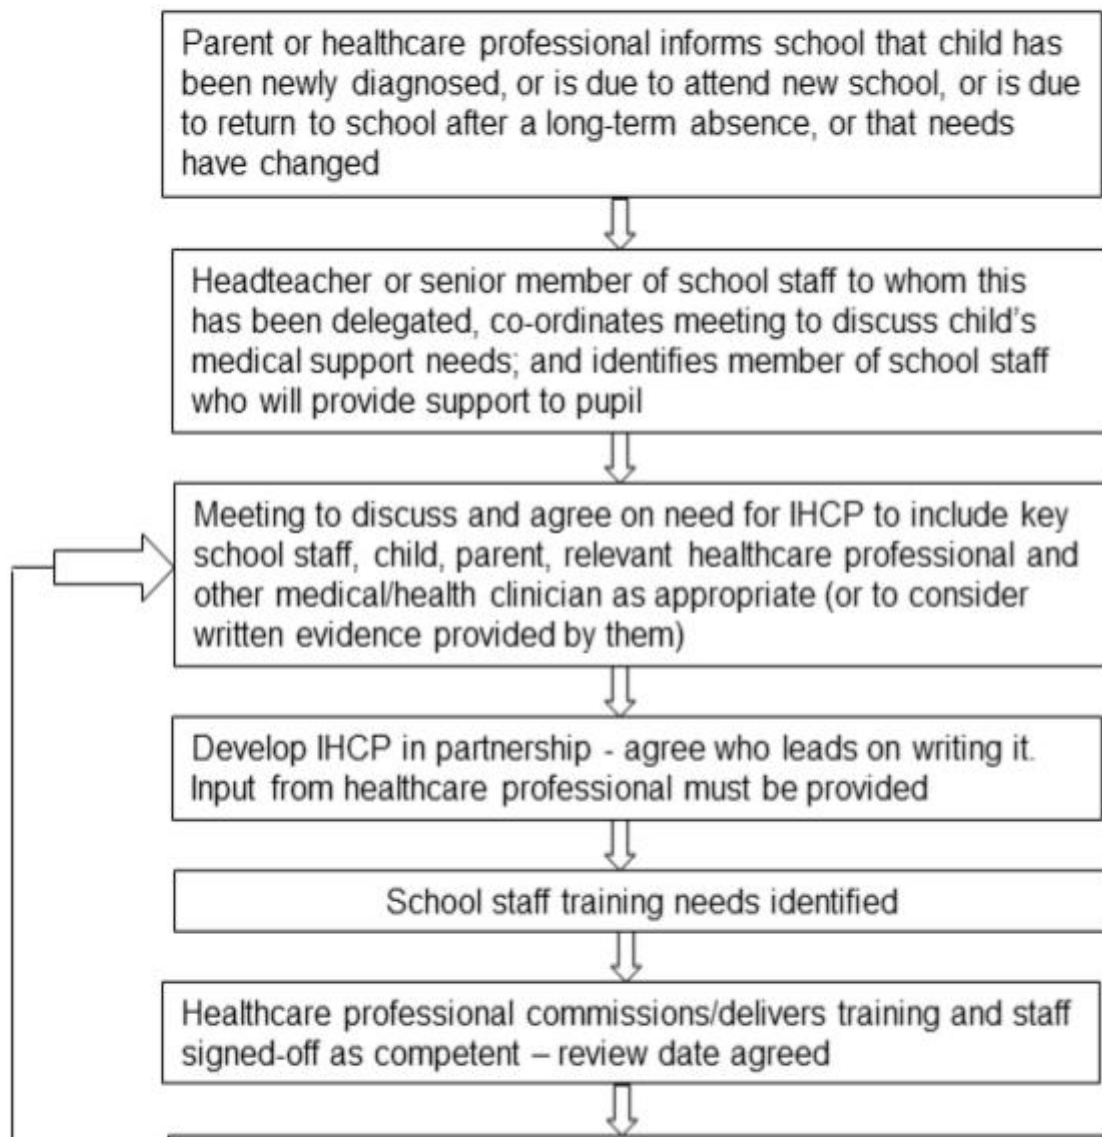 Parent or healthcare professional informs school that child has
been newly diagnosed, or is due to attend new school, or is due
to return to school after a long-term absence, or that needs
have changed
Headteacher or senior member of school staff to whom this
has been delegated, co-ordinates meeting to discuss child's
medical support needs; and identifies member of school staff
who will provide support to pupil
Meeting to discuss and agree on need for IHCP to include key
school staff, child, parent, relevant healthcare professional and
other medical/health clinician as appropriate (or to consider
written evidence provided by them)
Develop IHCP in partnership - agree who leads on writing it.
Input from healthcare professional must be provided
School staff training needs identified
Healthcare professional commissions/delivers training and staff
signed-off as competent – review date agreed